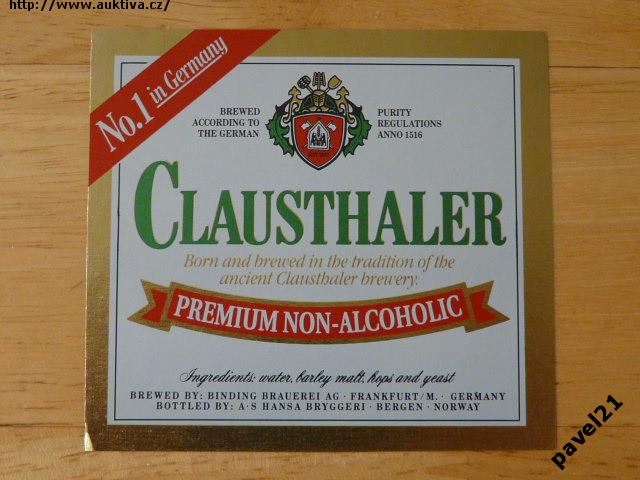 http://www.auktiva.cz/
No.1 in Germany
BREWED
ACCORDING TO
THE GERMAN
PURITY
REGULATIONS
ANNO 1516
CLAUSTHALER
Born and brewed in the tradition of the
ancient Clausthaler brewery.
PREMIUM NON-ALCOHOLIC
Ingredients: water, barley malt, hops and yeast
BREWED BY: BINDING BRAUEREI AG · FRANKFURT/M. · GERMANY
BOTTLED BY: A·S HANSA BRYGGERI · BERGEN · NORWAY
pavel21